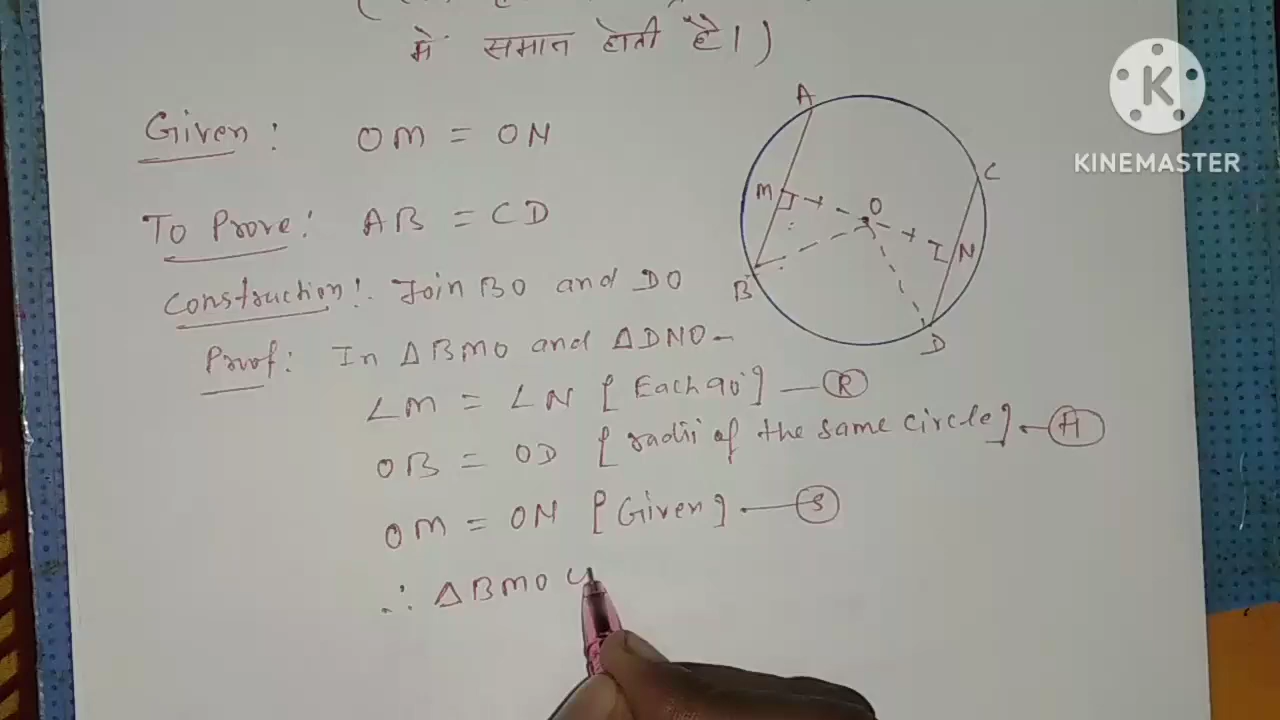 में समान होती है।)
Given: OM = ON
To Prove: AB = CD
Construction: Join BO and DO
Proof: In ΔBMO and ΔDNO-
∠M = ∠N [Each 90°] — R
OB = OD [radii of the same circle] — H
OM = ON [Given] — S
∴ ΔBMO
A
C
M
O
N
B
D
K
KINEMASTER